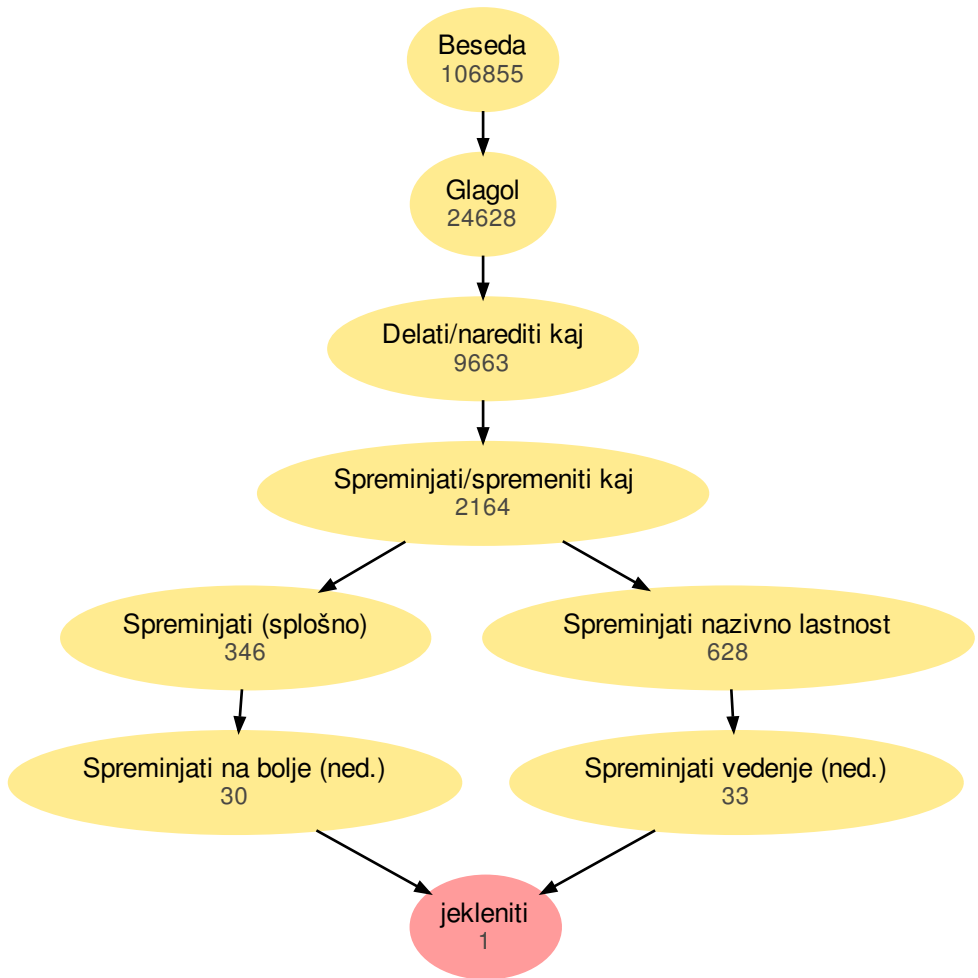 Beseda
106855
Glagol
24628
Delati/narediti kaj
9663
Spreminjati/spremeniti kaj
2164
Spreminjati (splošno)
346
Spreminjati nazivno lastnost
628
Spreminjati na bolje (ned.)
30
Spreminjati vedenje (ned.)
33
jekleniti
1